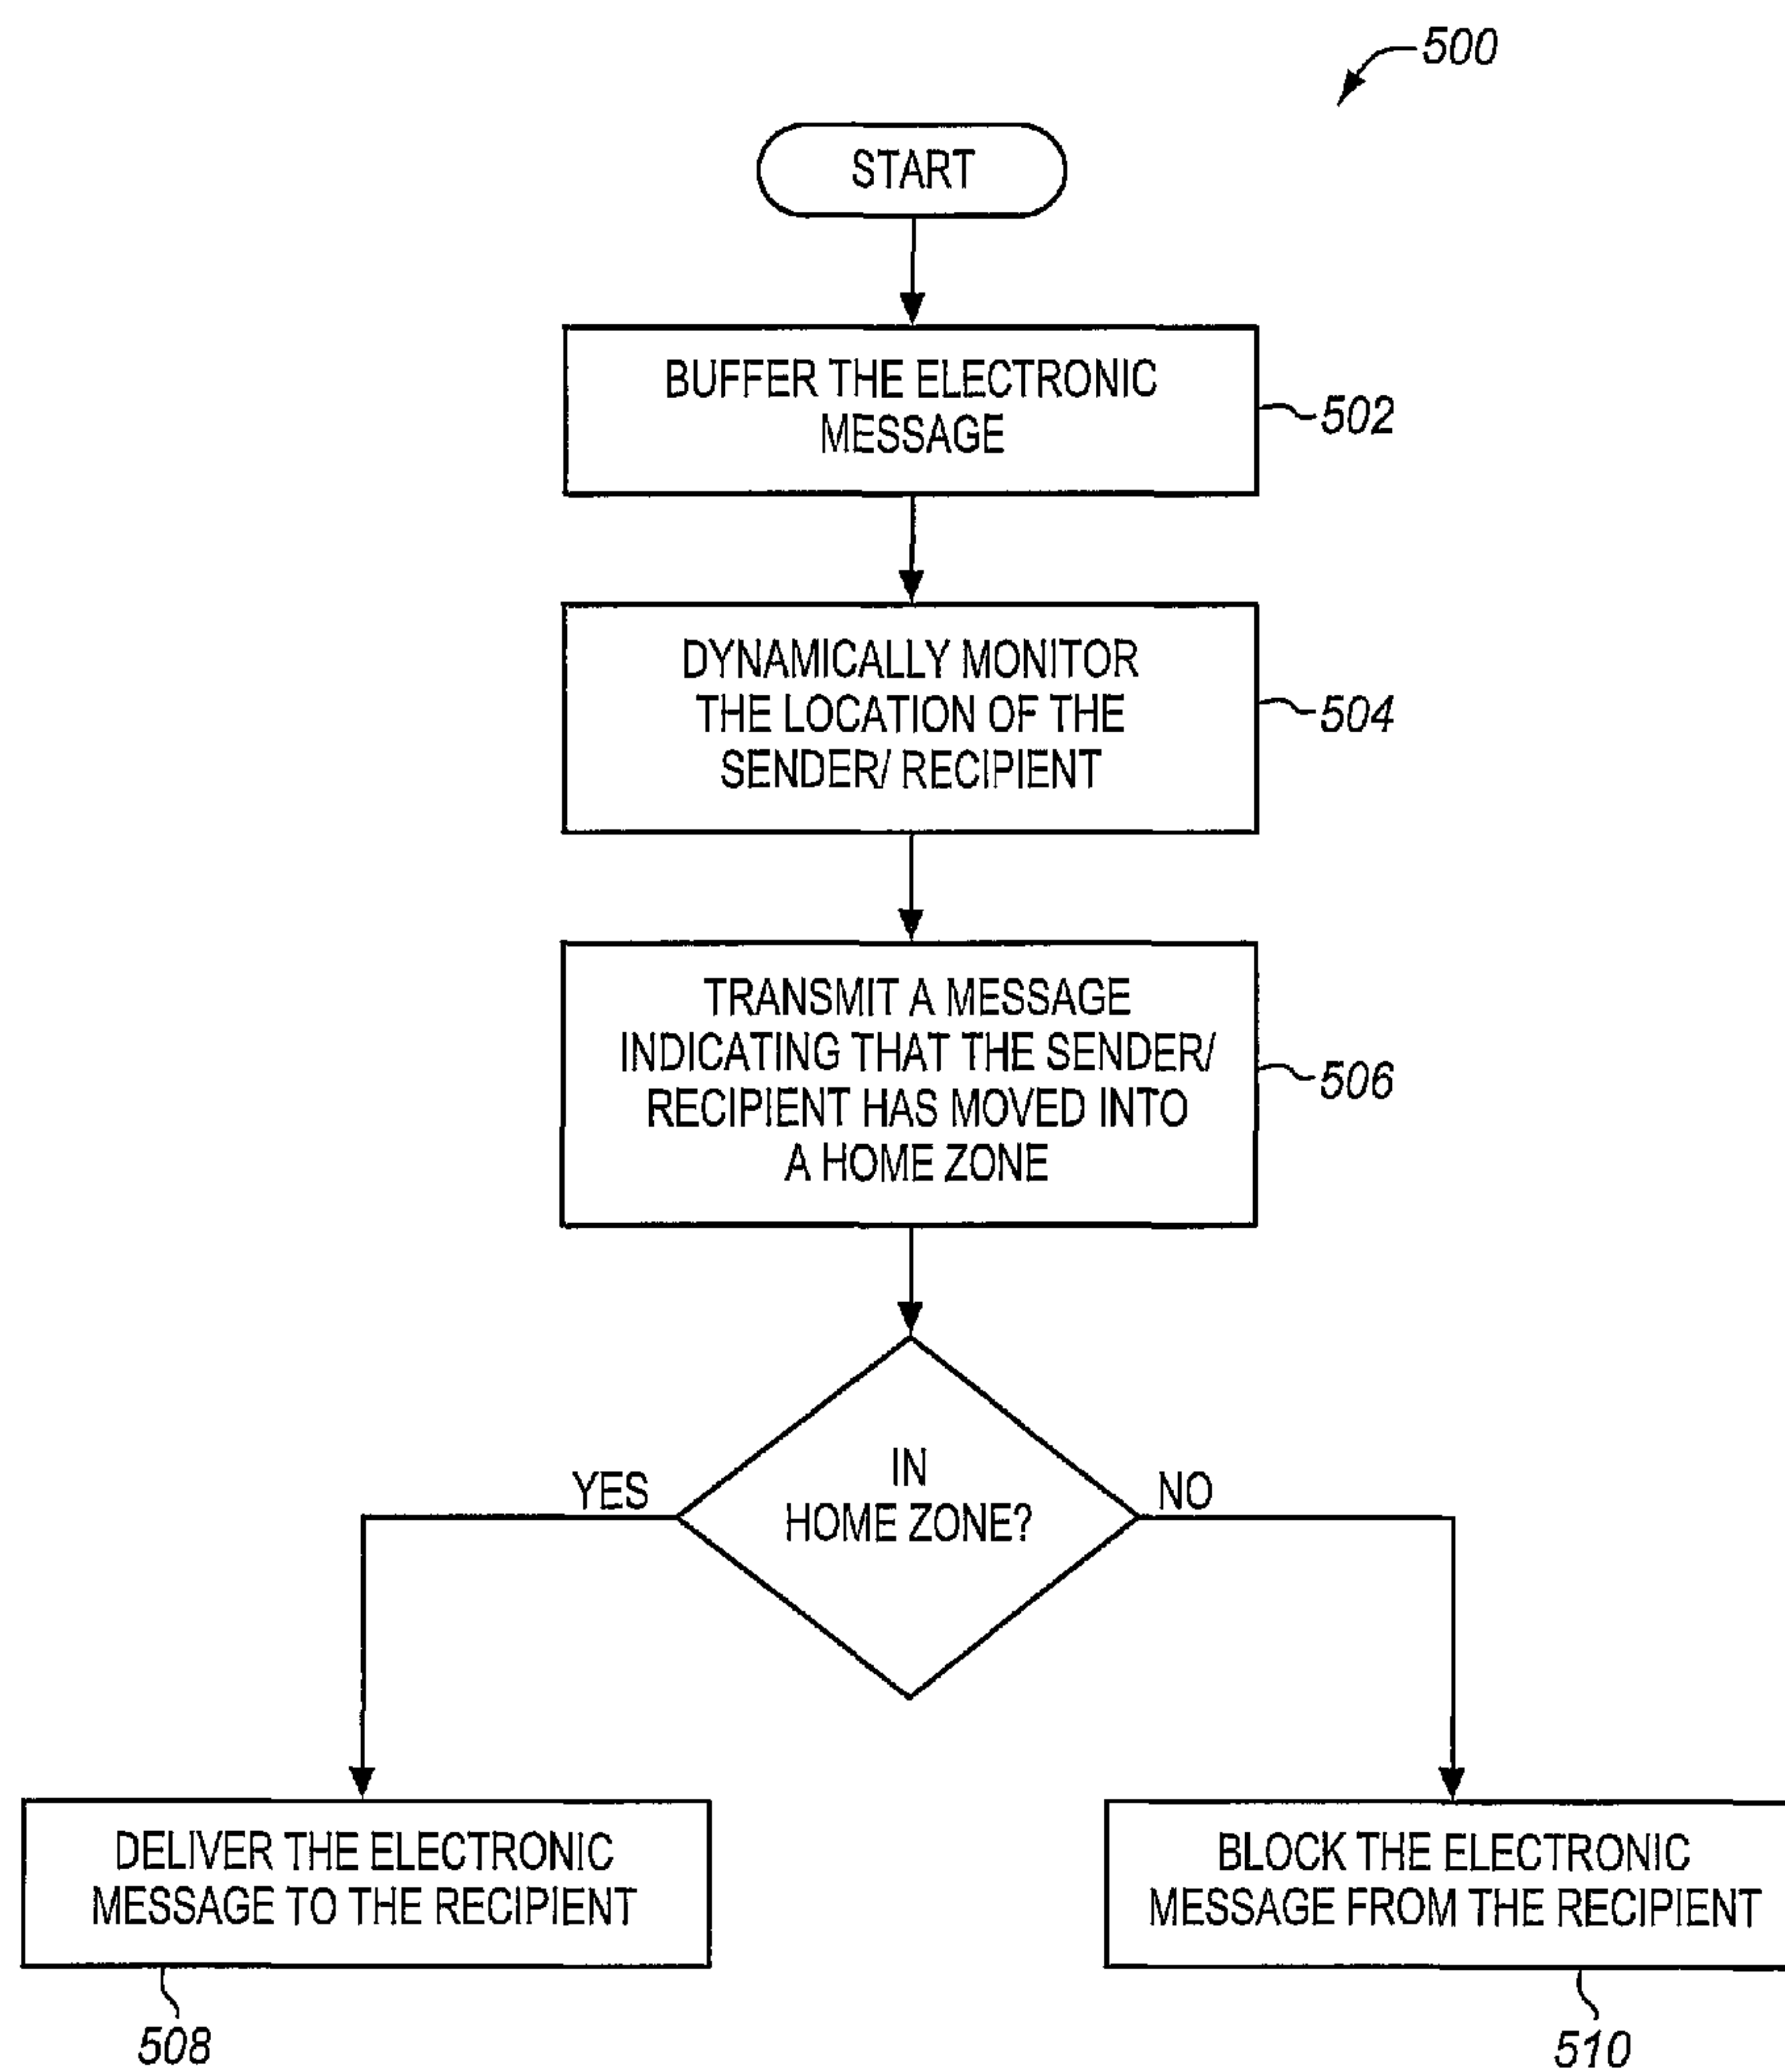 500
START
BUFFER THE ELECTRONIC
MESSAGE
502
DYNAMICALLY MONITOR
THE LOCATION OF THE
SENDER/ RECIPIENT
504
TRANSMIT A MESSAGE
INDICATING THAT THE SENDER/
RECIPIENT HAS MOVED INTO
A HOME ZONE
506
IN
HOME ZONE?
YES
NO
DELIVER THE ELECTRONIC
MESSAGE TO THE RECIPIENT
508
BLOCK THE ELECTRONIC
MESSAGE FROM THE RECIPIENT
510